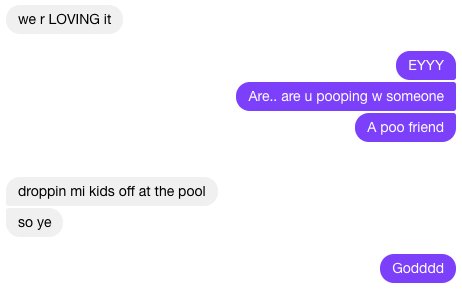 we r LOVING it
EYYY
Are.. are u pooping w someone
A poo friend
droppin mi kids off at the pool
so ye
Godddd